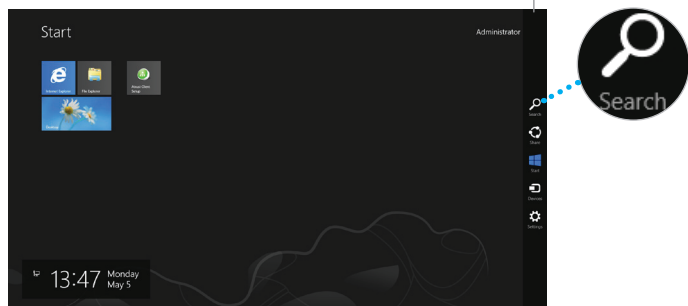 Start
Administrator
Internet Explorer
File Explorer
Desktop
Search
Share
Start
Devices
Settings
13:47 Monday
May 5
Search